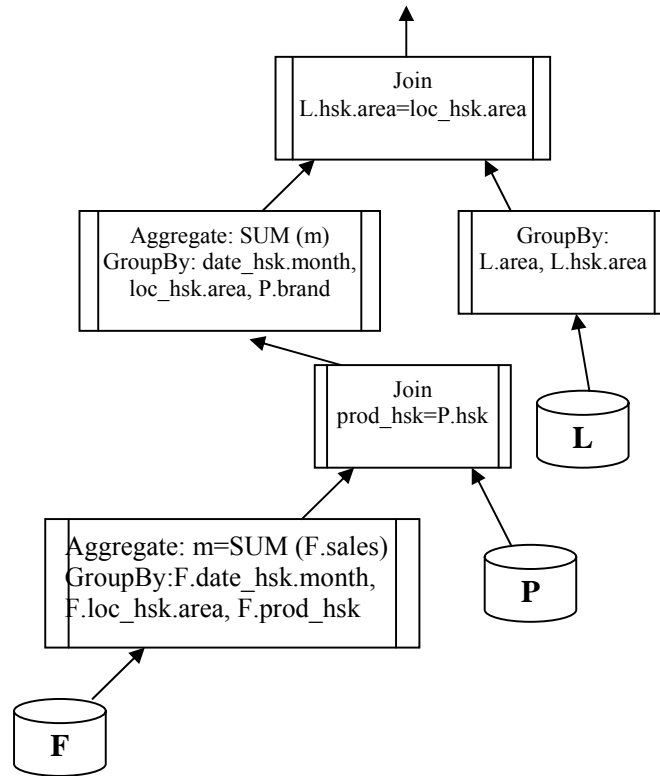 Join
L.hsk.area=loc_hsk.area
Aggregate: SUM (m)
GroupBy: date_hsk.month,
loc_hsk.area, P.brand
GroupBy:
L.area, L.hsk.area
Join
prod_hsk=P.hsk
L
Aggregate: m=SUM (F.sales)
GroupBy:F.date_hsk.month,
F.loc_hsk.area, F.prod_hsk
P
F